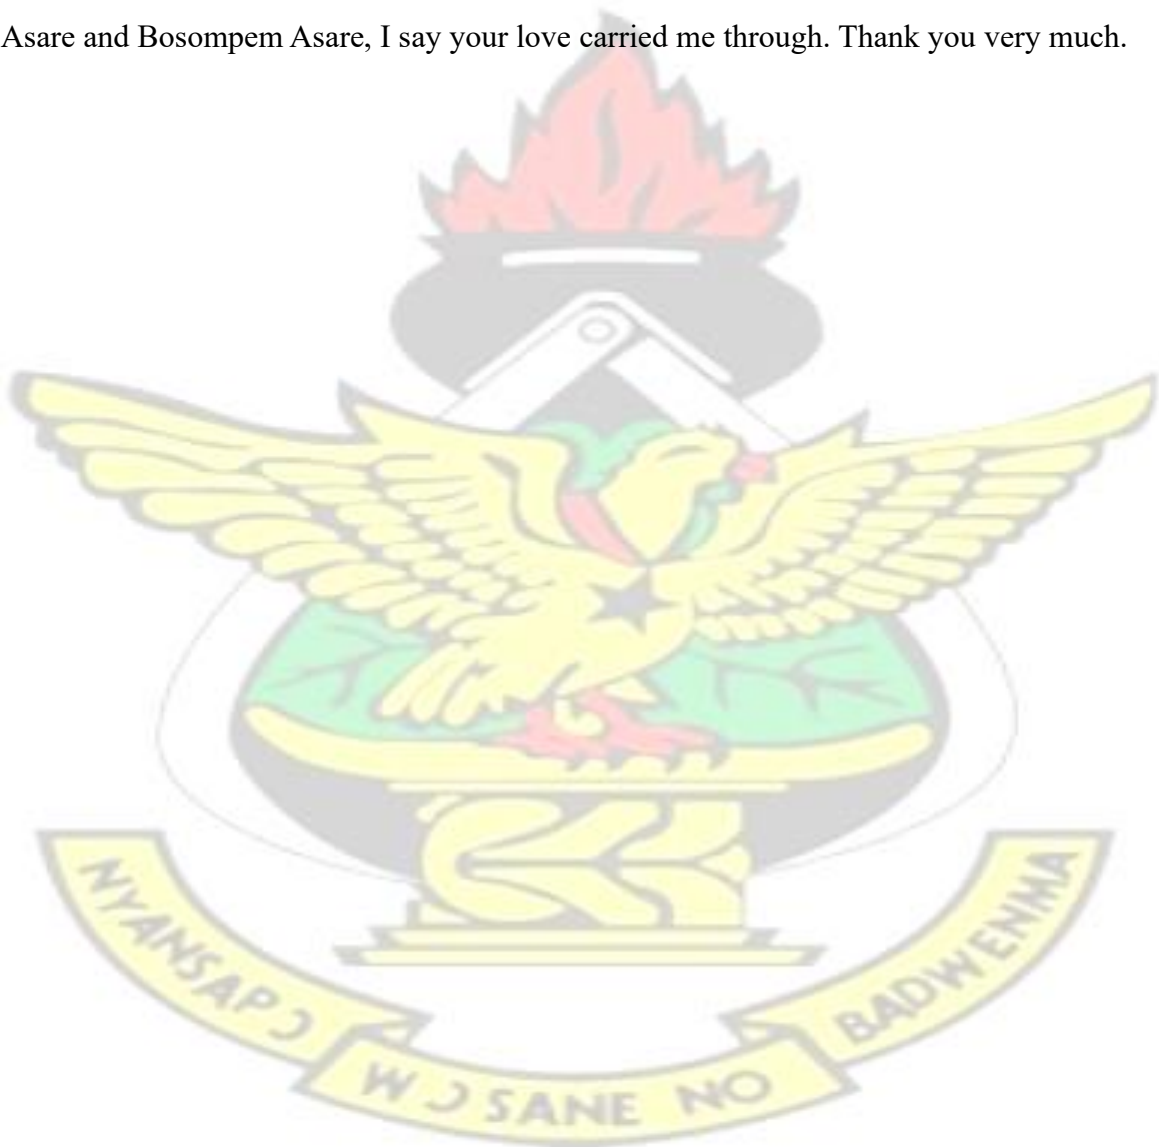 Asare and Bosompem Asare, I say your love carried me through. Thank you very much.
NYANSAPƆ
WƆSANE NO
BADWENMA